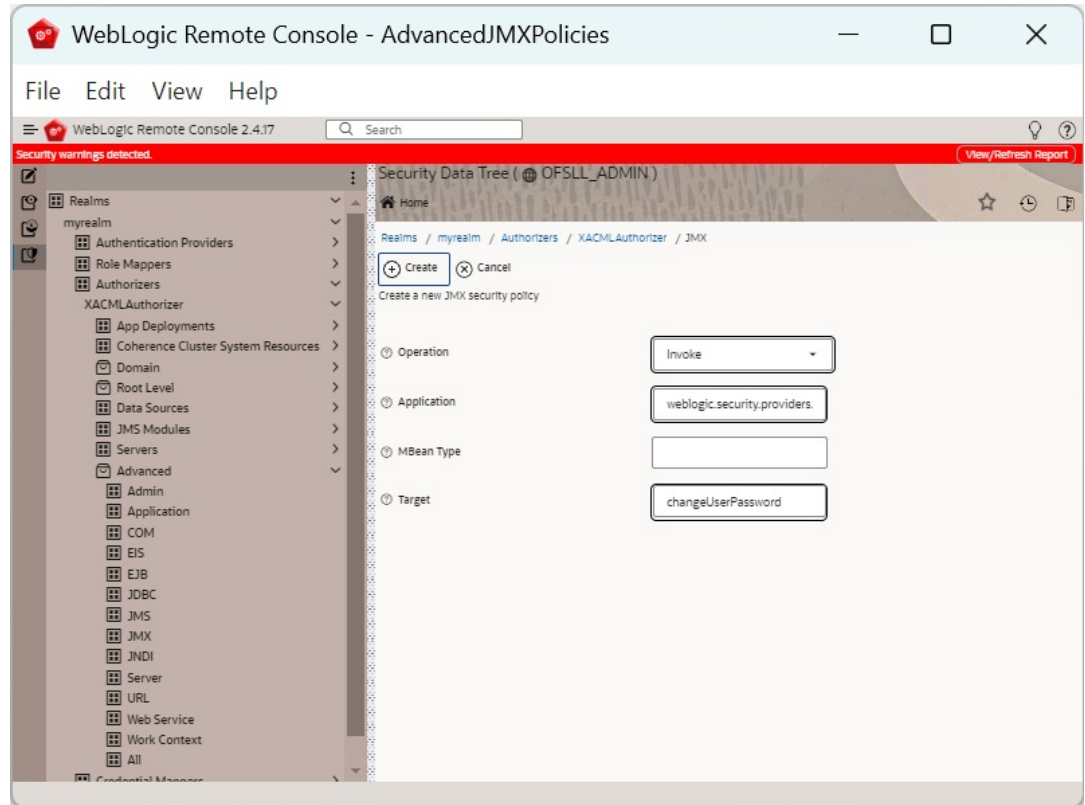 WebLogic Remote Console - AdvancedJMXPolicies
File Edit View Help
WebLogic Remote Console 2.4.17
Search
Security warnings detected.
View/Refresh Report
Realms
myrealm
Authentication Providers
Role Mappers
Authorizers
XACMLAuthorizer
App Deployments
Coherence Cluster System Resources
Domain
Root Level
Data Sources
JMS Modules
Servers
Advanced
Admin
Application
COM
EIS
EJB
JDBC
JMS
JMX
JNDI
Server
URL
Web Service
Work Context
All
Credential Mappers
Security Data Tree ( OFSLL_ADMIN )
Home
Realms / myrealm / Authorizers / XACMLAuthorizer / JMX
Create Cancel
Create a new JMX security policy
Operation Invoke
Application weblogic.security.providers.
MBean Type
Target changeUserPassword